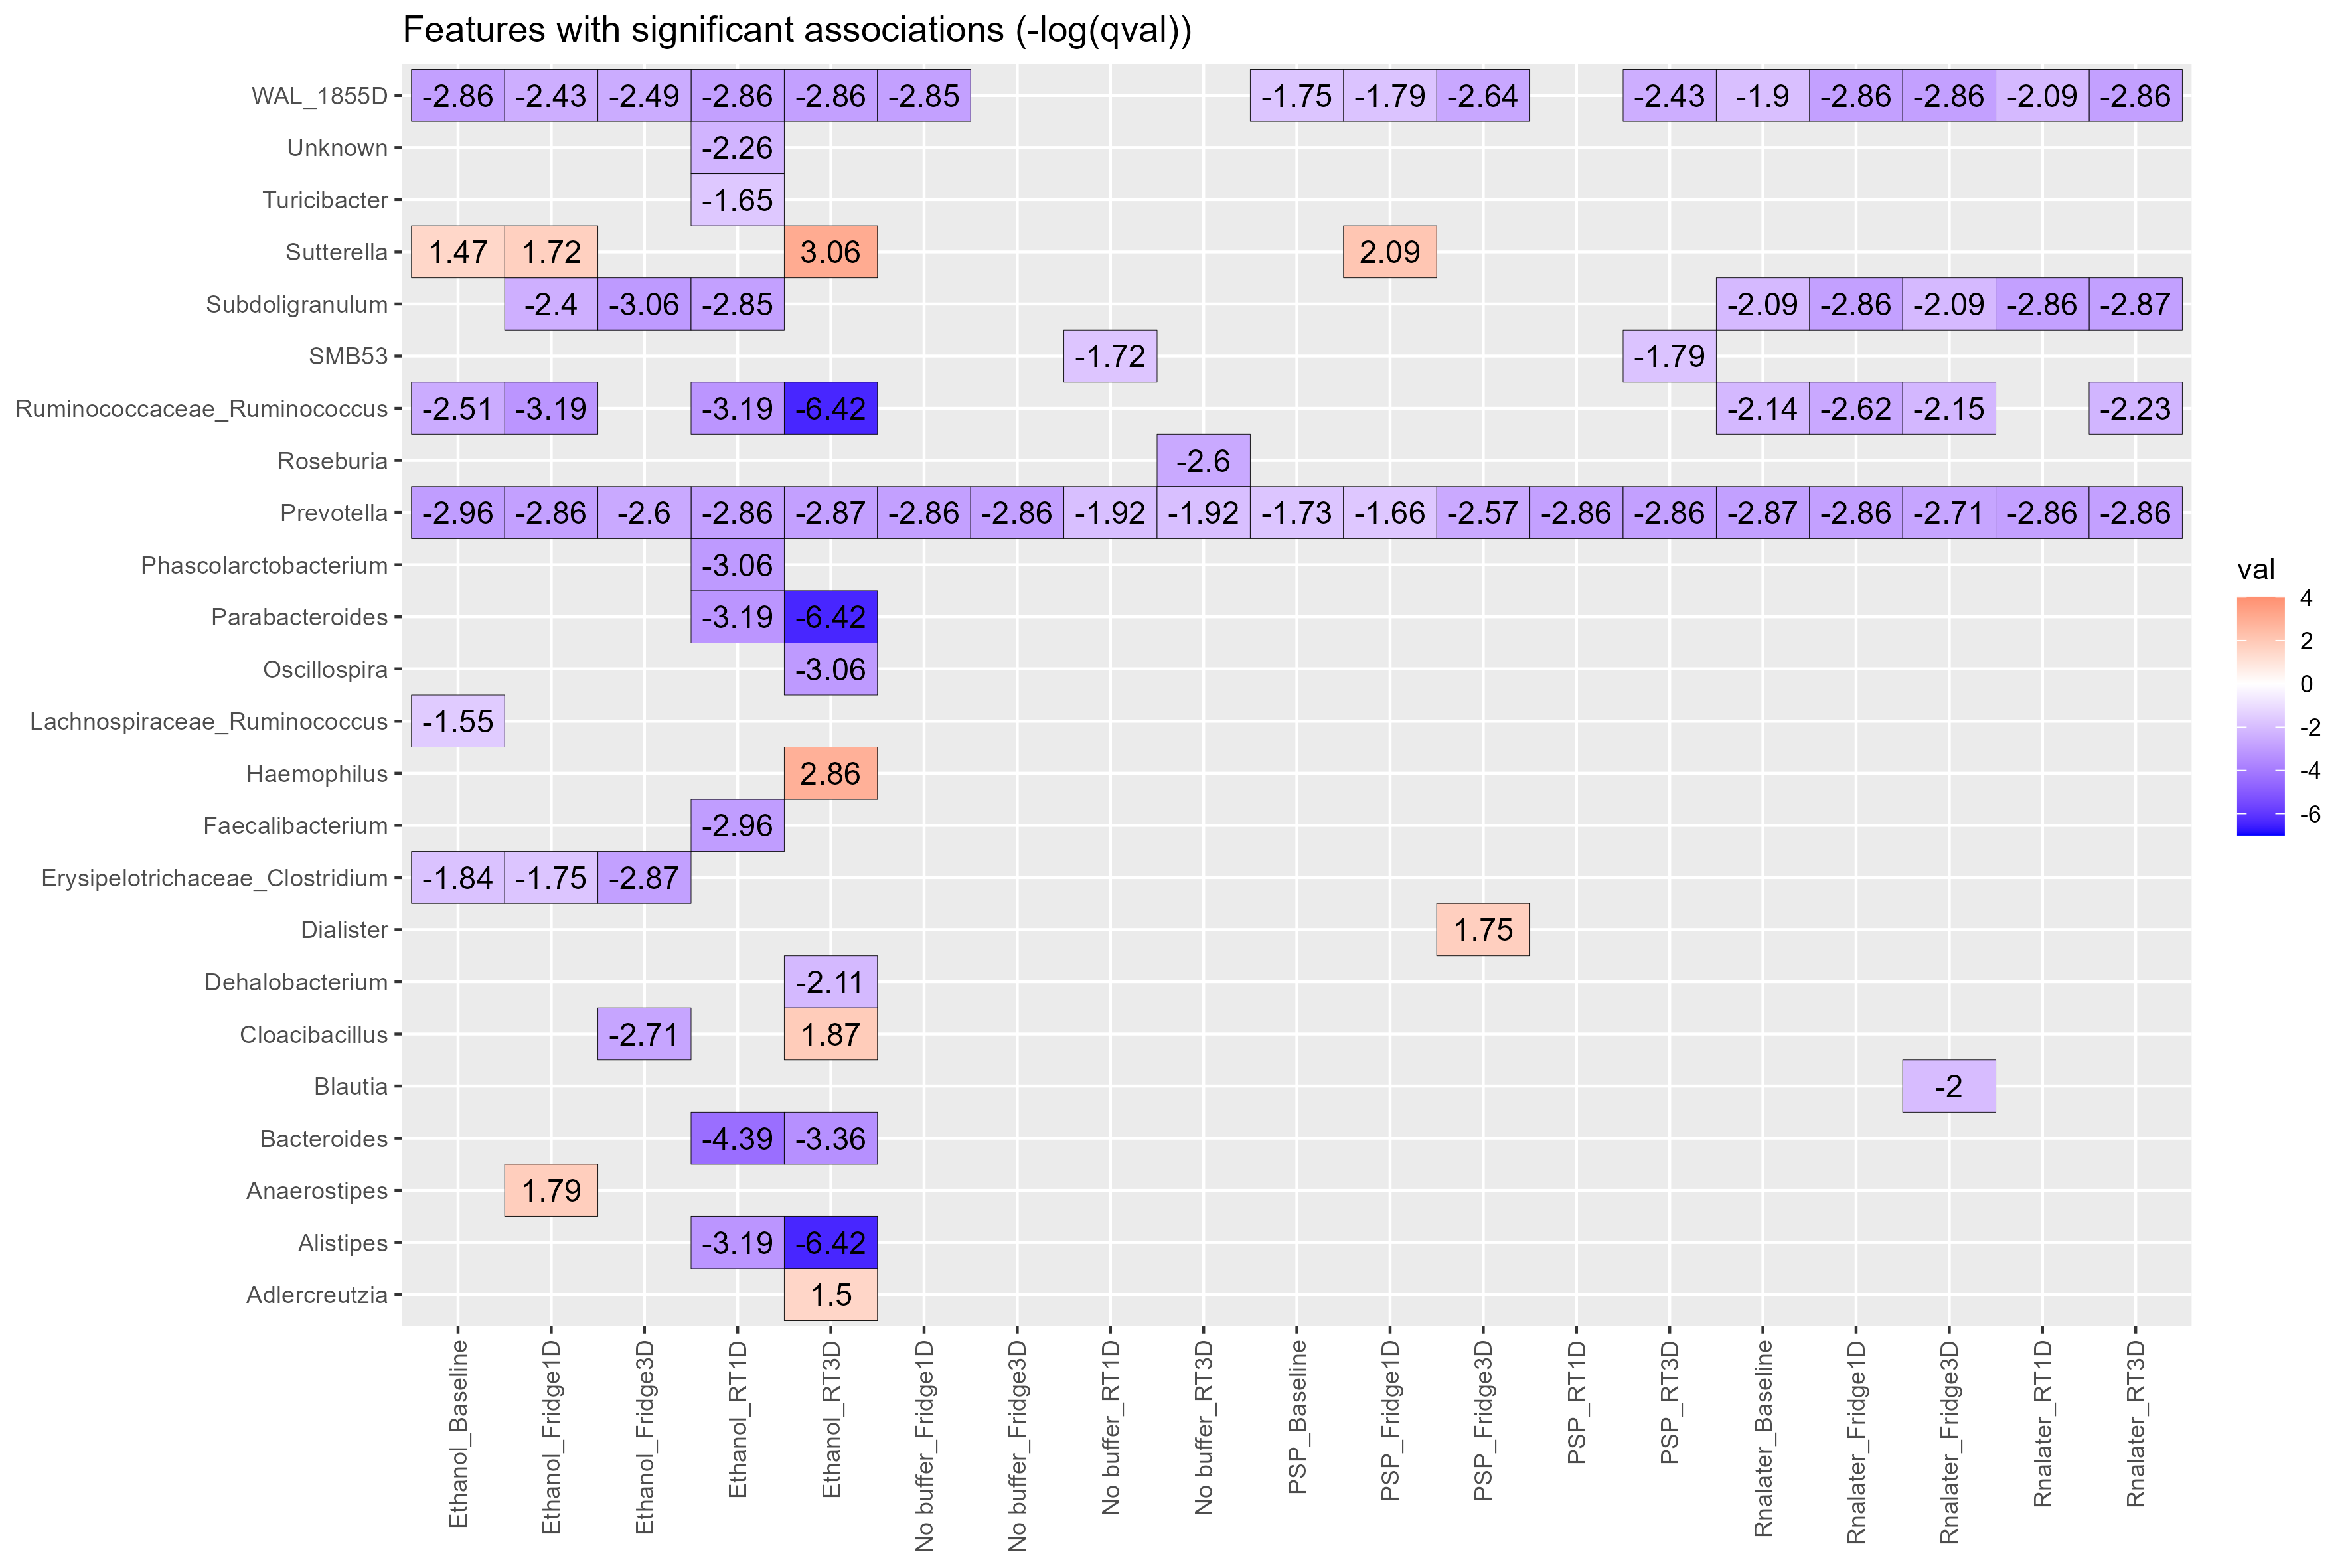 Features with significant associations (-log(qval))
WAL_1855D -2.86 -2.43 -2.49 -2.86 -2.86 -2.85 -1.75 -1.79 -2.64 -2.43 -1.9 -2.86 -2.86 -2.09 -2.86
Unknown -2.26
Turicibacter -1.65
Sutterella 1.47 1.72 3.06 2.09
Subdoligranulum -2.4 -3.06 -2.85 -2.09 -2.86 -2.09 -2.86 -2.87
SMB53 -1.72 -1.79
Ruminococcaceae_Ruminococcus -2.51 -3.19 -3.19 -6.42 -2.14 -2.62 -2.15 -2.23
Roseburia -2.6
Prevotella -2.96 -2.86 -2.6 -2.86 -2.87 -2.86 -2.86 -1.92 -1.92 -1.73 -1.66 -2.57 -2.86 -2.86 -2.87 -2.86 -2.71 -2.86 -2.86
Phascolarctobacterium -3.06
Parabacteroides -3.19 -6.42
Oscillospira -3.06
Lachnospiraceae_Ruminococcus -1.55
Haemophilus 2.86
Faecalibacterium -2.96
Erysipelotrichaceae_Clostridium -1.84 -1.75 -2.87
Dialister 1.75
Dehalobacterium -2.11
Cloacibacillus -2.71 1.87
Blautia -2
Bacteroides -4.39 -3.36
Anaerostipes 1.79
Alistipes -3.19 -6.42
Adlercreutzia 1.5
Ethanol_Baseline
Ethanol_Fridge1D
Ethanol_Fridge3D
Ethanol_RT1D
Ethanol_RT3D
No buffer_Fridge1D
No buffer_Fridge3D
No buffer_RT1D
No buffer_RT3D
PSP_Baseline
PSP_Fridge1D
PSP_Fridge3D
PSP_RT1D
PSP_RT3D
Rnalater_Baseline
Rnalater_Fridge1D
Rnalater_Fridge3D
Rnalater_RT1D
Rnalater_RT3D
val
4
2
0
-2
-4
-6